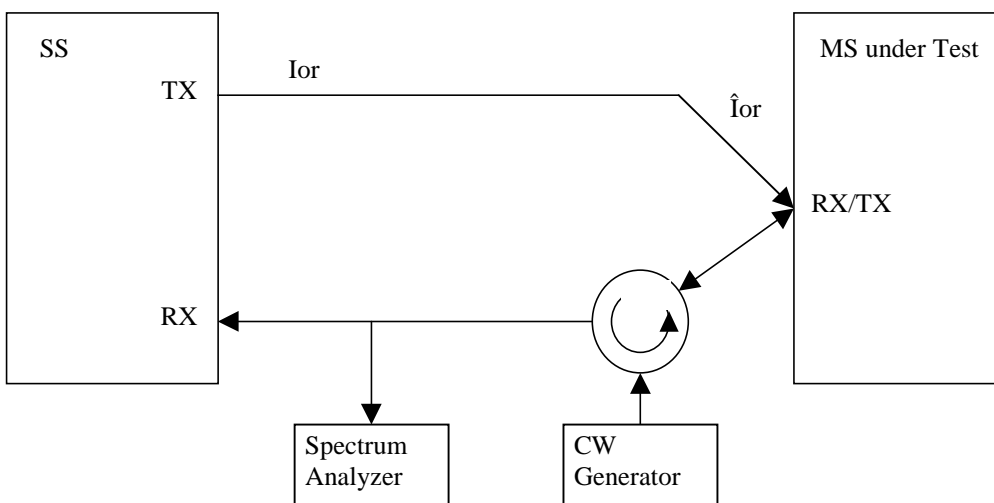 SS
MS under Test
TX
Ior
Îor
RX/TX
RX
Spectrum
Analyzer
CW
Generator